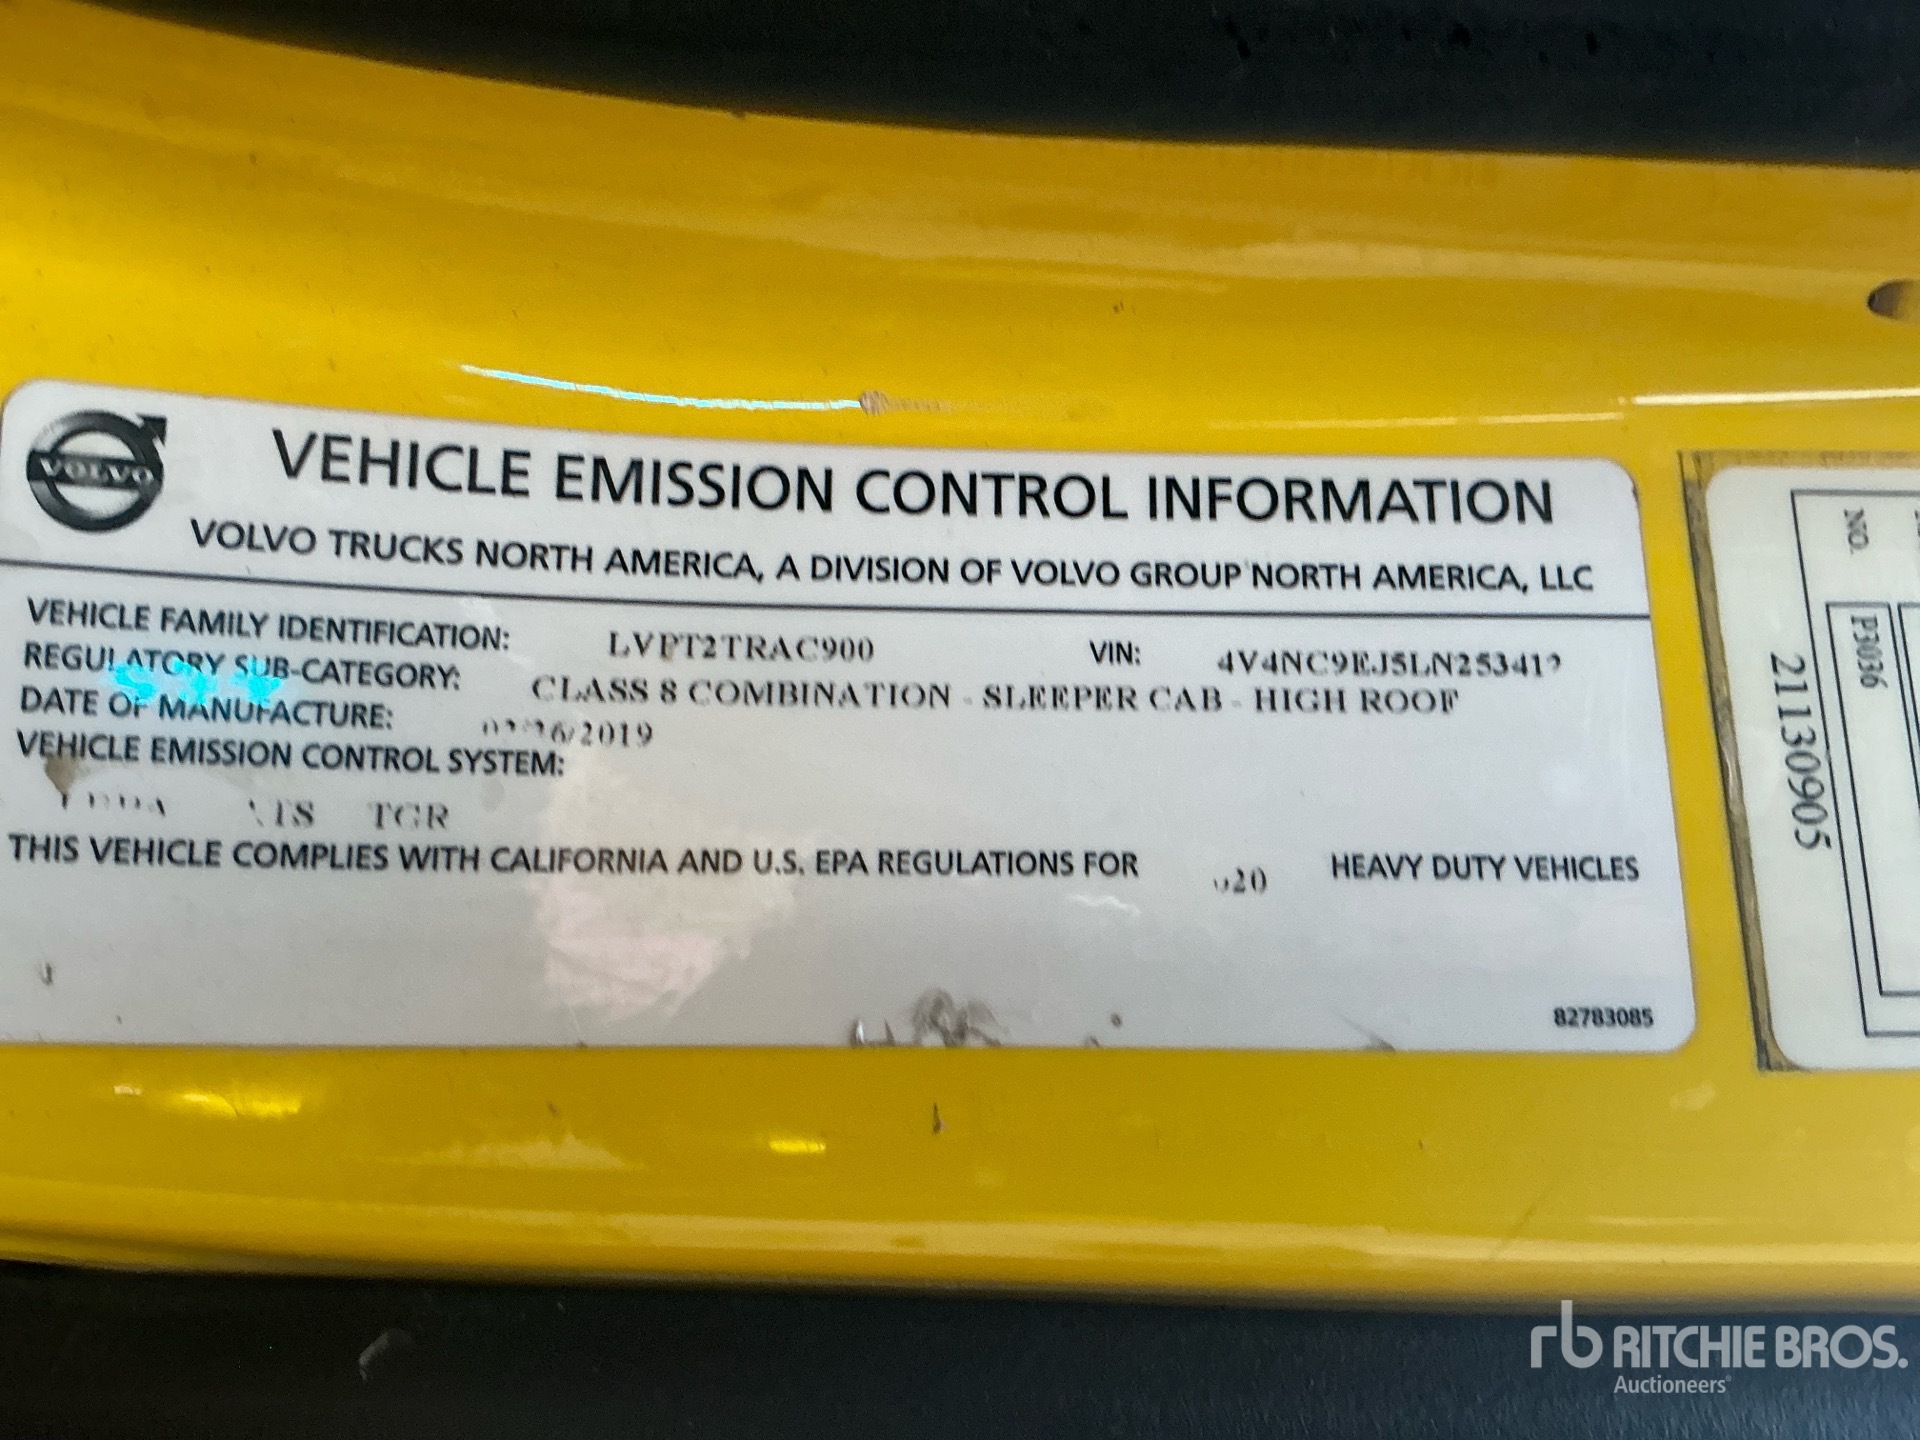 VOLVO
VEHICLE EMISSION CONTROL INFORMATION
VOLVO TRUCKS NORTH AMERICA, A DIVISION OF VOLVO GROUP NORTH AMERICA, LLC
VEHICLE FAMILY IDENTIFICATION: LVPT2TRAC900 VIN:
REGULATORY SUB-CATEGORY: CLASS 8 COMBINATION - SLEEPER CAB - HIGH ROOF
DATE OF MANUFACTURE:
VEHICLE EMISSION CONTROL SYSTEM:
TGR
THIS VEHICLE COMPLIES WITH CALIFORNIA AND U.S. EPA REGULATIONS FOR HEAVY DUTY VEHICLES
82783085
NO.
P3036
21130905
rb RITCHIE BROS.
Auctioneers